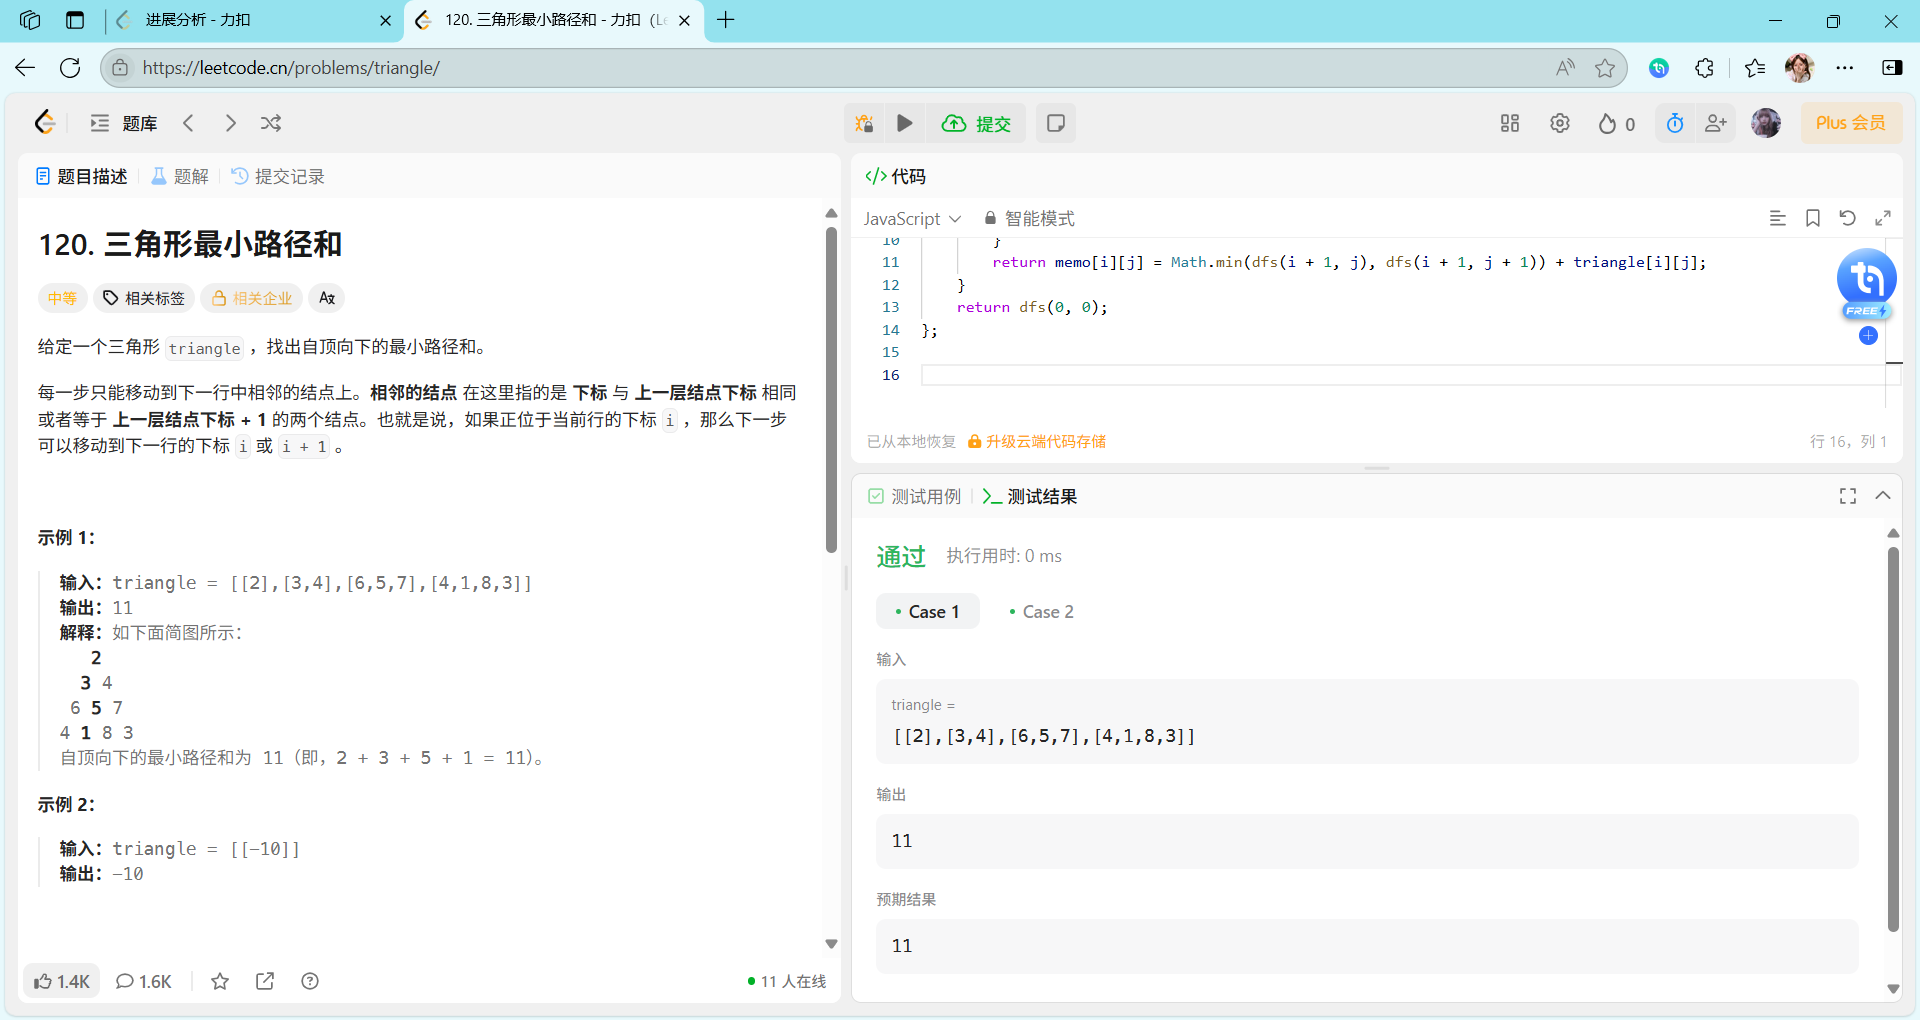 进展分析 - 力扣
120. 三角形最小路径和 - 力扣（Le
https://leetcode.cn/problems/triangle/
题库
提交
0
Plus 会员
题目描述
题解
提交记录
120. 三角形最小路径和
中等
相关标签
相关企业
给定一个三角形 triangle ，找出自顶向下的最小路径和。
每一步只能移动到下一行中相邻的结点上。相邻的结点 在这里指的是 下标 与 上一层结点下标 相同
或者等于 上一层结点下标 + 1 的两个结点。也就是说，如果正位于当前行的下标 i ，那么下一步
可以移动到下一行的下标 i 或 i + 1 。
示例 1：
输入：triangle = [[2],[3,4],[6,5,7],[4,1,8,3]]
输出：11
解释：如下面简图所示：
2
3 4
6 5 7
4 1 8 3
自顶向下的最小路径和为 11（即，2 + 3 + 5 + 1 = 11）。
示例 2：
输入：triangle = [[-10]]
输出：-10
1.4K
1.6K
11 人在线
</> 代码
JavaScript
智能模式
10 }
11 return memo[i][j] = Math.min(dfs(i + 1, j), dfs(i + 1, j + 1)) + triangle[i][j];
12 }
13 return dfs(0, 0);
14 };
15
16
FREE
已从本地恢复
升级云端代码存储
行 16，列 1
测试用例
测试结果
通过
执行用时: 0 ms
Case 1
Case 2
输入
triangle =
[[2],[3,4],[6,5,7],[4,1,8,3]]
输出
11
预期结果
11